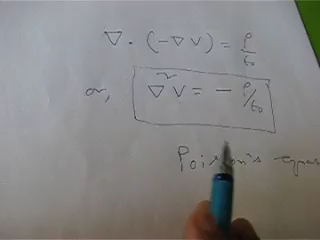 ∇ · (-∇V) = ρ/ε₀
or, ∇²V = - ρ/ε₀
Poisson's